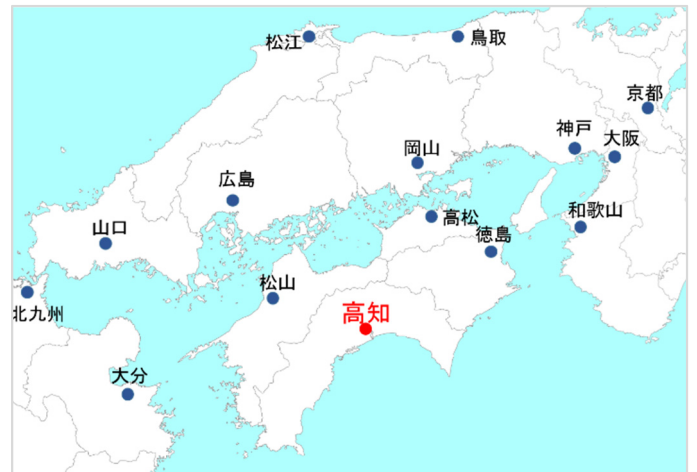 松江
鳥取
京都
神戸
大阪
岡山
広島
高松
和歌山
山口
徳島
松山
高知
北九州
大分